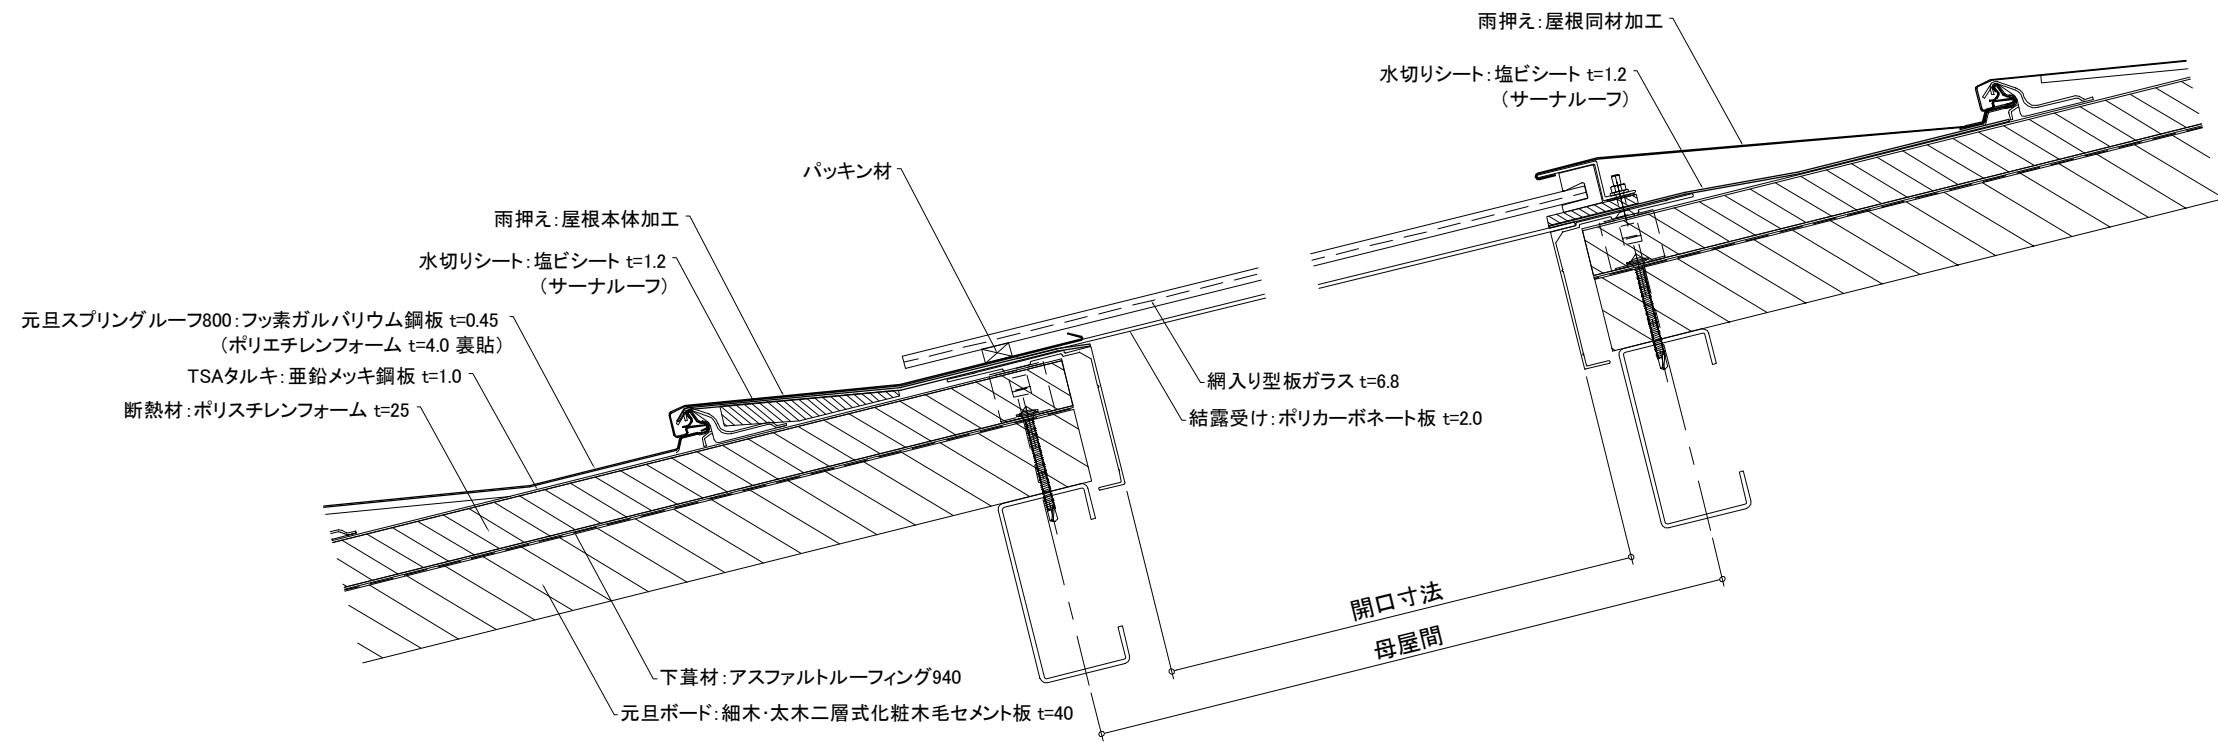 雨押え：屋根同材加工
水切りシート：塩ビシート t=1.2
（サーナルーフ）
パッキン材
雨押え：屋根本体加工
水切りシート：塩ビシート t=1.2
（サーナルーフ）
元旦スプリングルーフ800：フッ素ガルバリウム鋼板 t=0.45
（ポリエチレンフォーム t=4.0 裏貼）
TSAタルキ：亜鉛メッキ鋼板 t=1.0
断熱材：ポリスチレンフォーム t=25
網入り型板ガラス t=6.8
結露受け：ポリカーボネート板 t=2.0
開口寸法
母屋間
下葺材：アスファルトルーフィング940
元旦ボード：細木・太木二層式化粧木毛セメント板 t=40